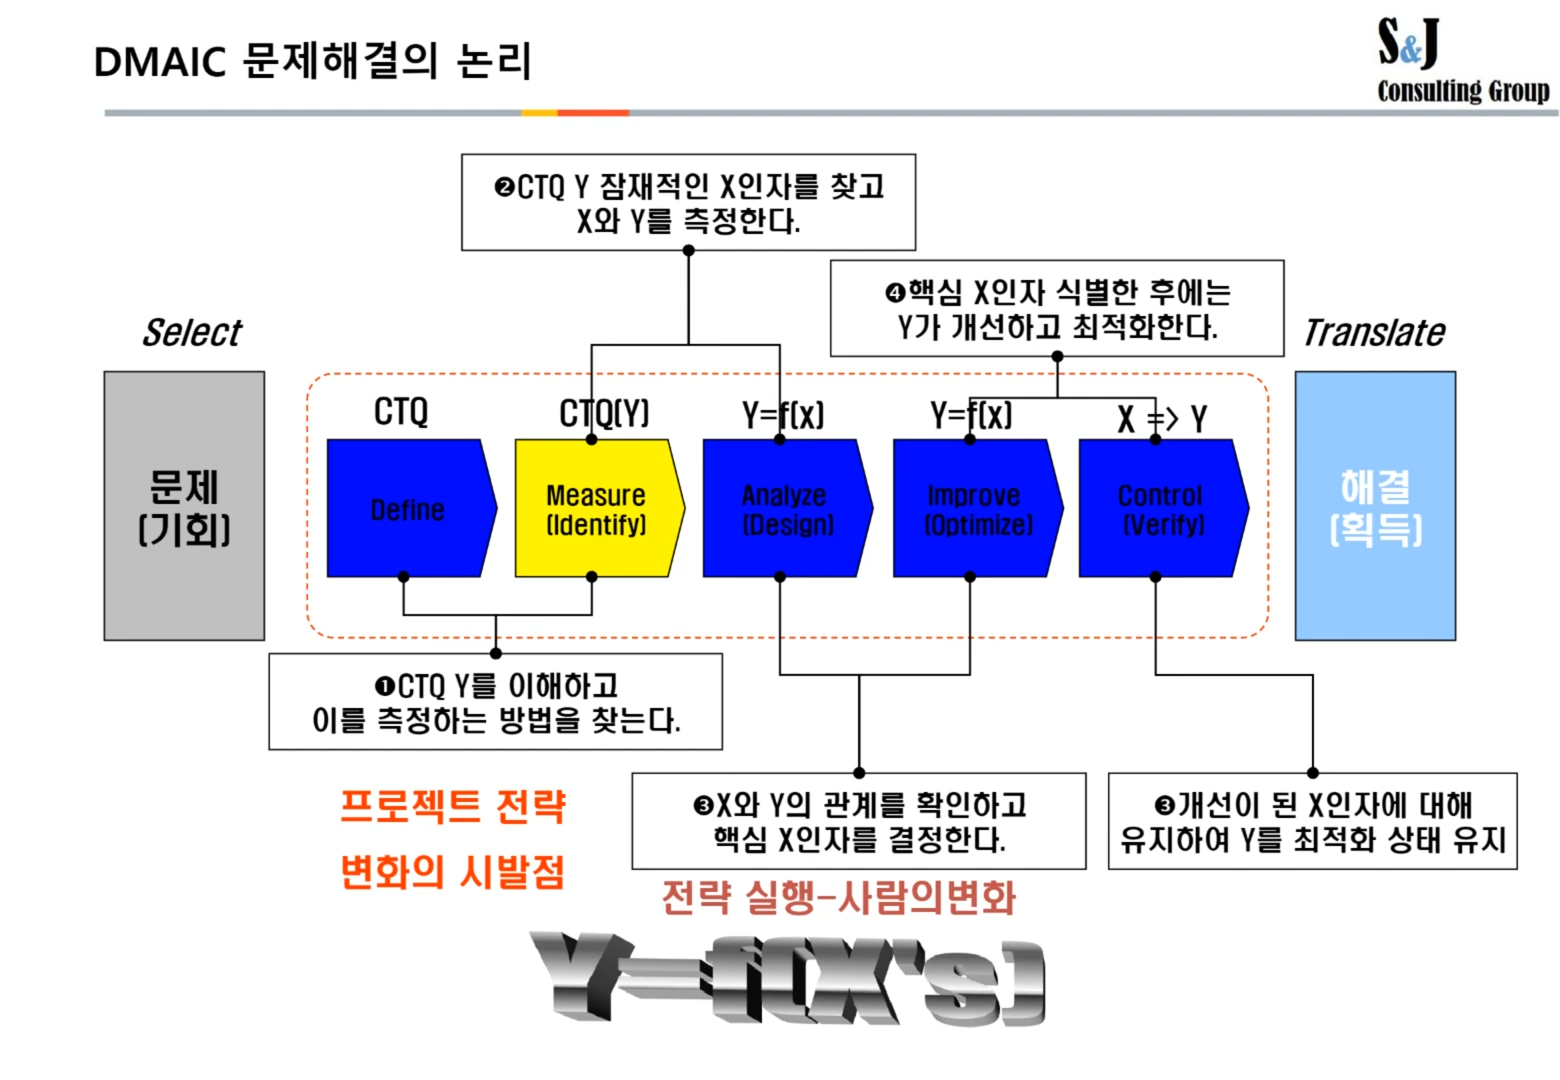 DMAIC 문제해결의 논리
S&J
Consulting Group
❷CTQ Y 잠재적인 X인자를 찾고
X와 Y를 측정한다.
❹핵심 X인자 식별한 후에는
Y가 개선하고 최적화한다.
Select
Translate
문제
(기회)
CTQ
CTQ(Y)
Y=f(x)
Y=f(x)
X => Y
Define
Measure
(Identify)
Analyze
(Design)
Improve
(Optimize)
Control
(Verify)
해결
(획득)
❶CTQ Y를 이해하고
이를 측정하는 방법을 찾는다.
프로젝트 전략
변화의 시발점
❸X와 Y의 관계를 확인하고
핵심 X인자를 결정한다.
❸개선이 된 X인자에 대해
유지하여 Y를 최적화 상태 유지
전략 실행-사람의변화
Y=f(X's)